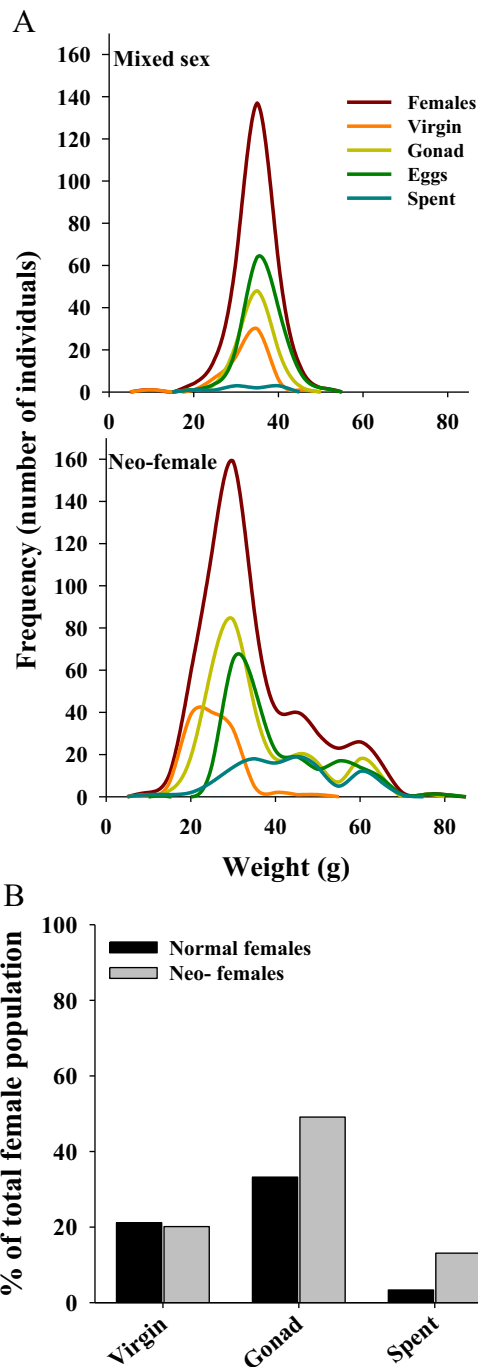 A
Mixed sex
Females
Virgin
Gonad
Eggs
Spent
160
140
120
100
80
60
40
20
0
0 20 40 60 80
Frequency (number of individuals)
Neo-female
160
140
120
100
80
60
40
20
0
0 20 40 60 80
Weight (g)
B
Normal females
Neo- females
100
80
60
40
20
0
% of total female population
Virgin Gonad Spent